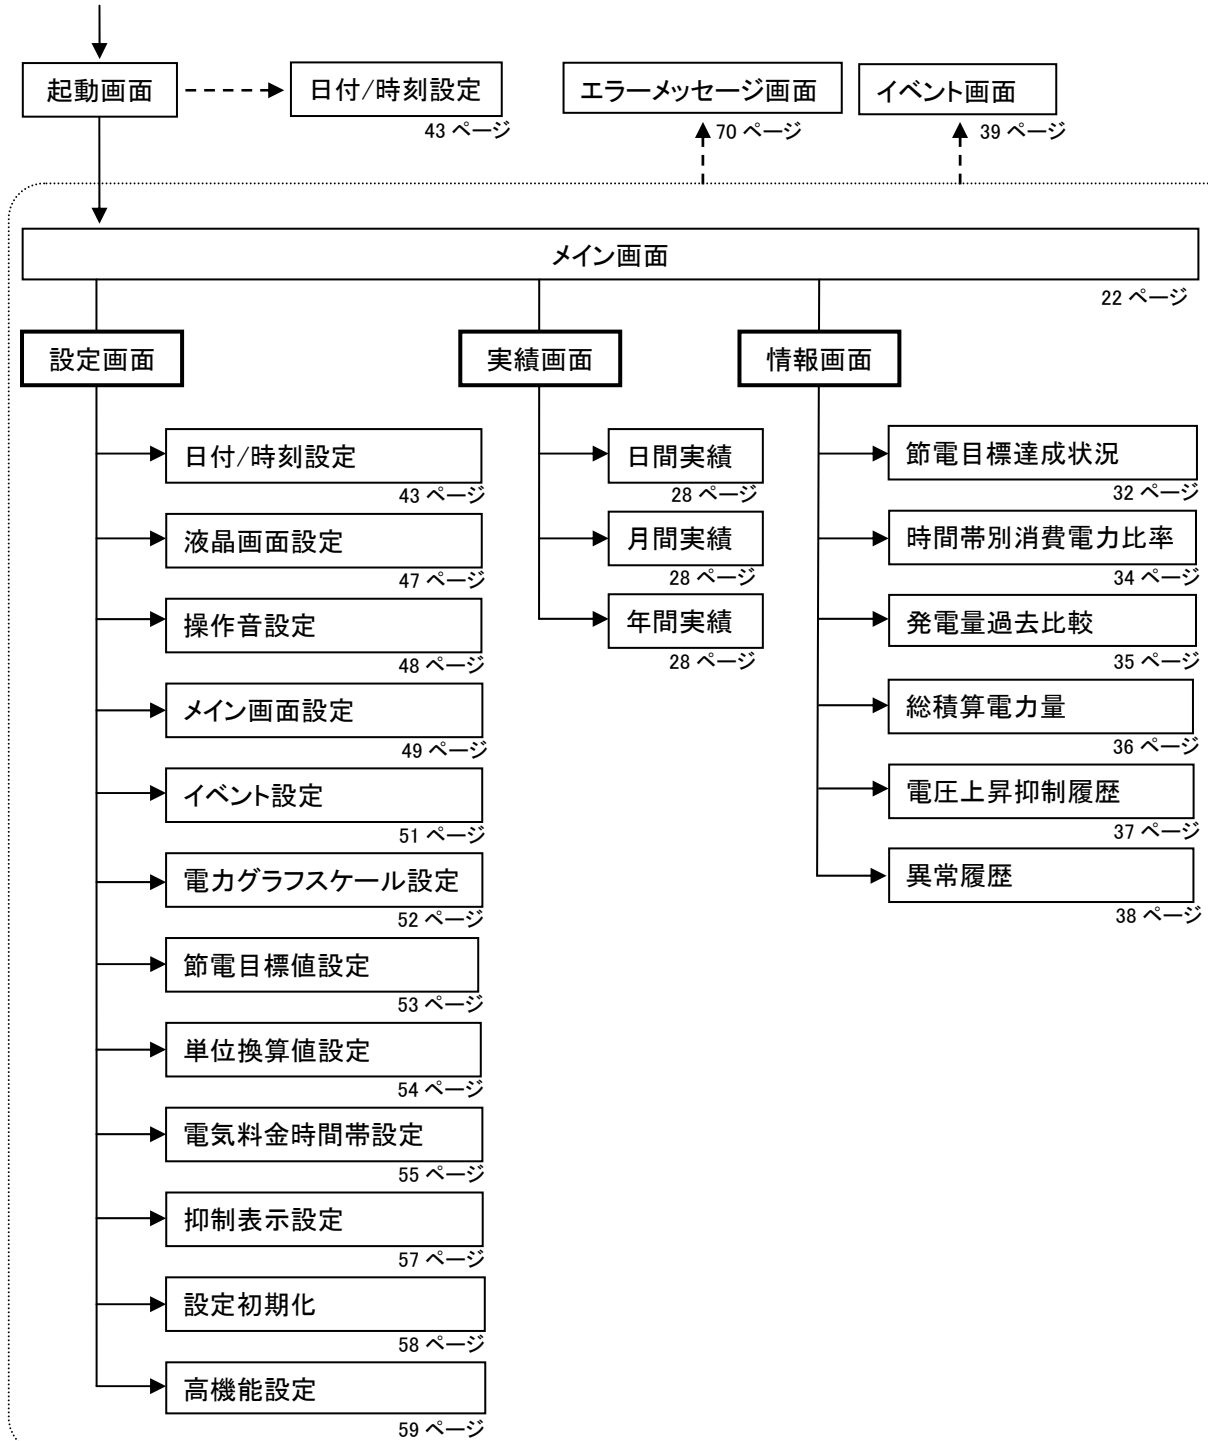 起動画面
日付/時刻設定
43 ページ
エラーメッセージ画面
70 ページ
イベント画面
39 ページ
メイン画面
22 ページ
設定画面
日付/時刻設定
43 ページ
液晶画面設定
47 ページ
操作音設定
48 ページ
メイン画面設定
49 ページ
イベント設定
51 ページ
電力グラフスケール設定
52 ページ
節電目標値設定
53 ページ
単位換算値設定
54 ページ
電気料金時間帯設定
55 ページ
抑制表示設定
57 ページ
設定初期化
58 ページ
高機能設定
59 ページ
実績画面
日間実績
28 ページ
月間実績
28 ページ
年間実績
28 ページ
情報画面
節電目標達成状況
32 ページ
時間帯別消費電力比率
34 ページ
発電量過去比較
35 ページ
総積算電力量
36 ページ
電圧上昇抑制履歴
37 ページ
異常履歴
38 ページ